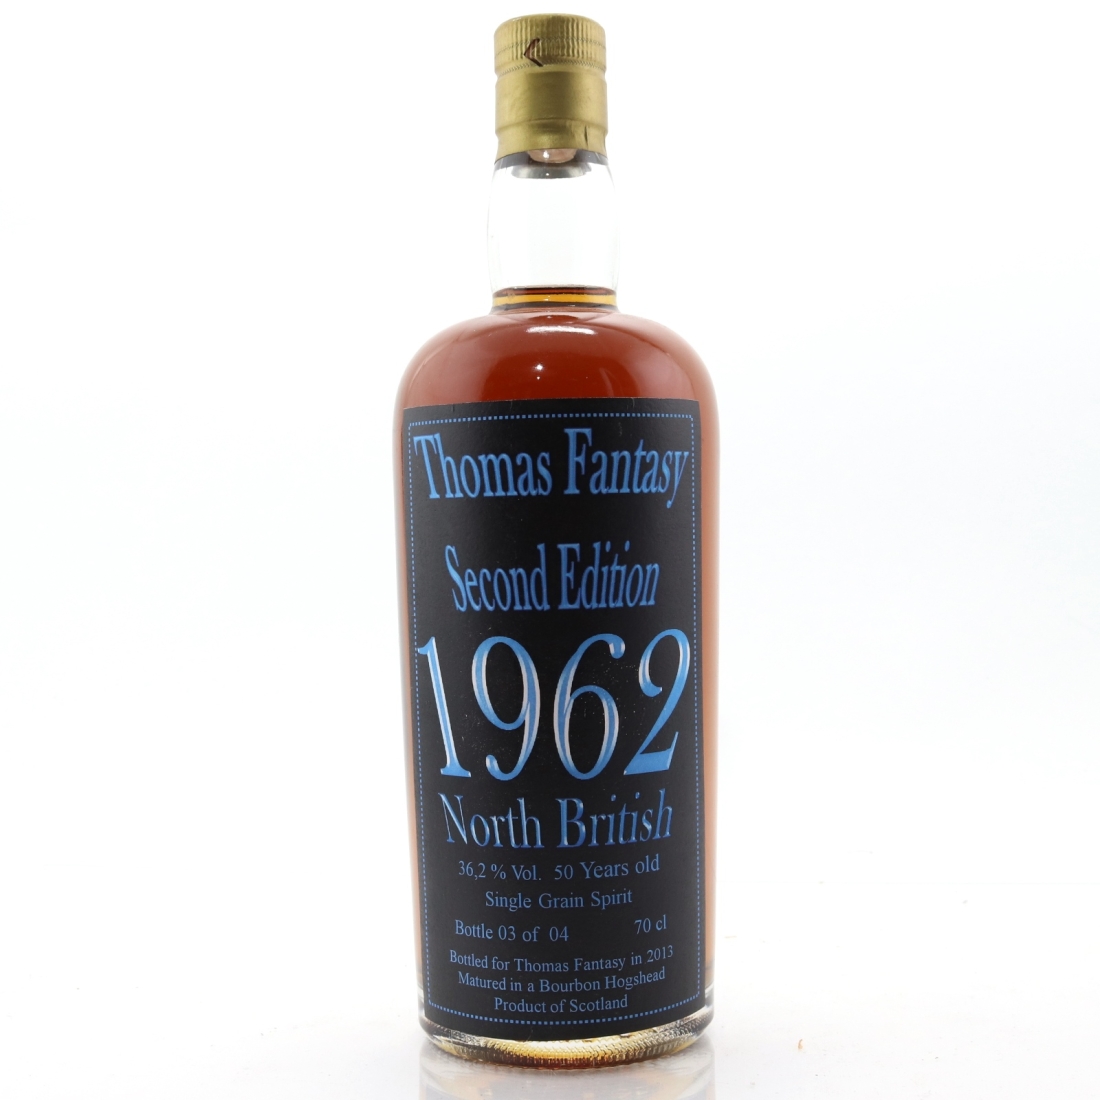 Thomas Fantasy
Second Edition
1962
North British
36,2 % Vol. 50 Years old
Single Grain Spirit
Bottle 03 of 04 70 cl
Bottled for Thomas Fantasy in 2013
Matured in a Bourbon Hogshead
Product of Scotland